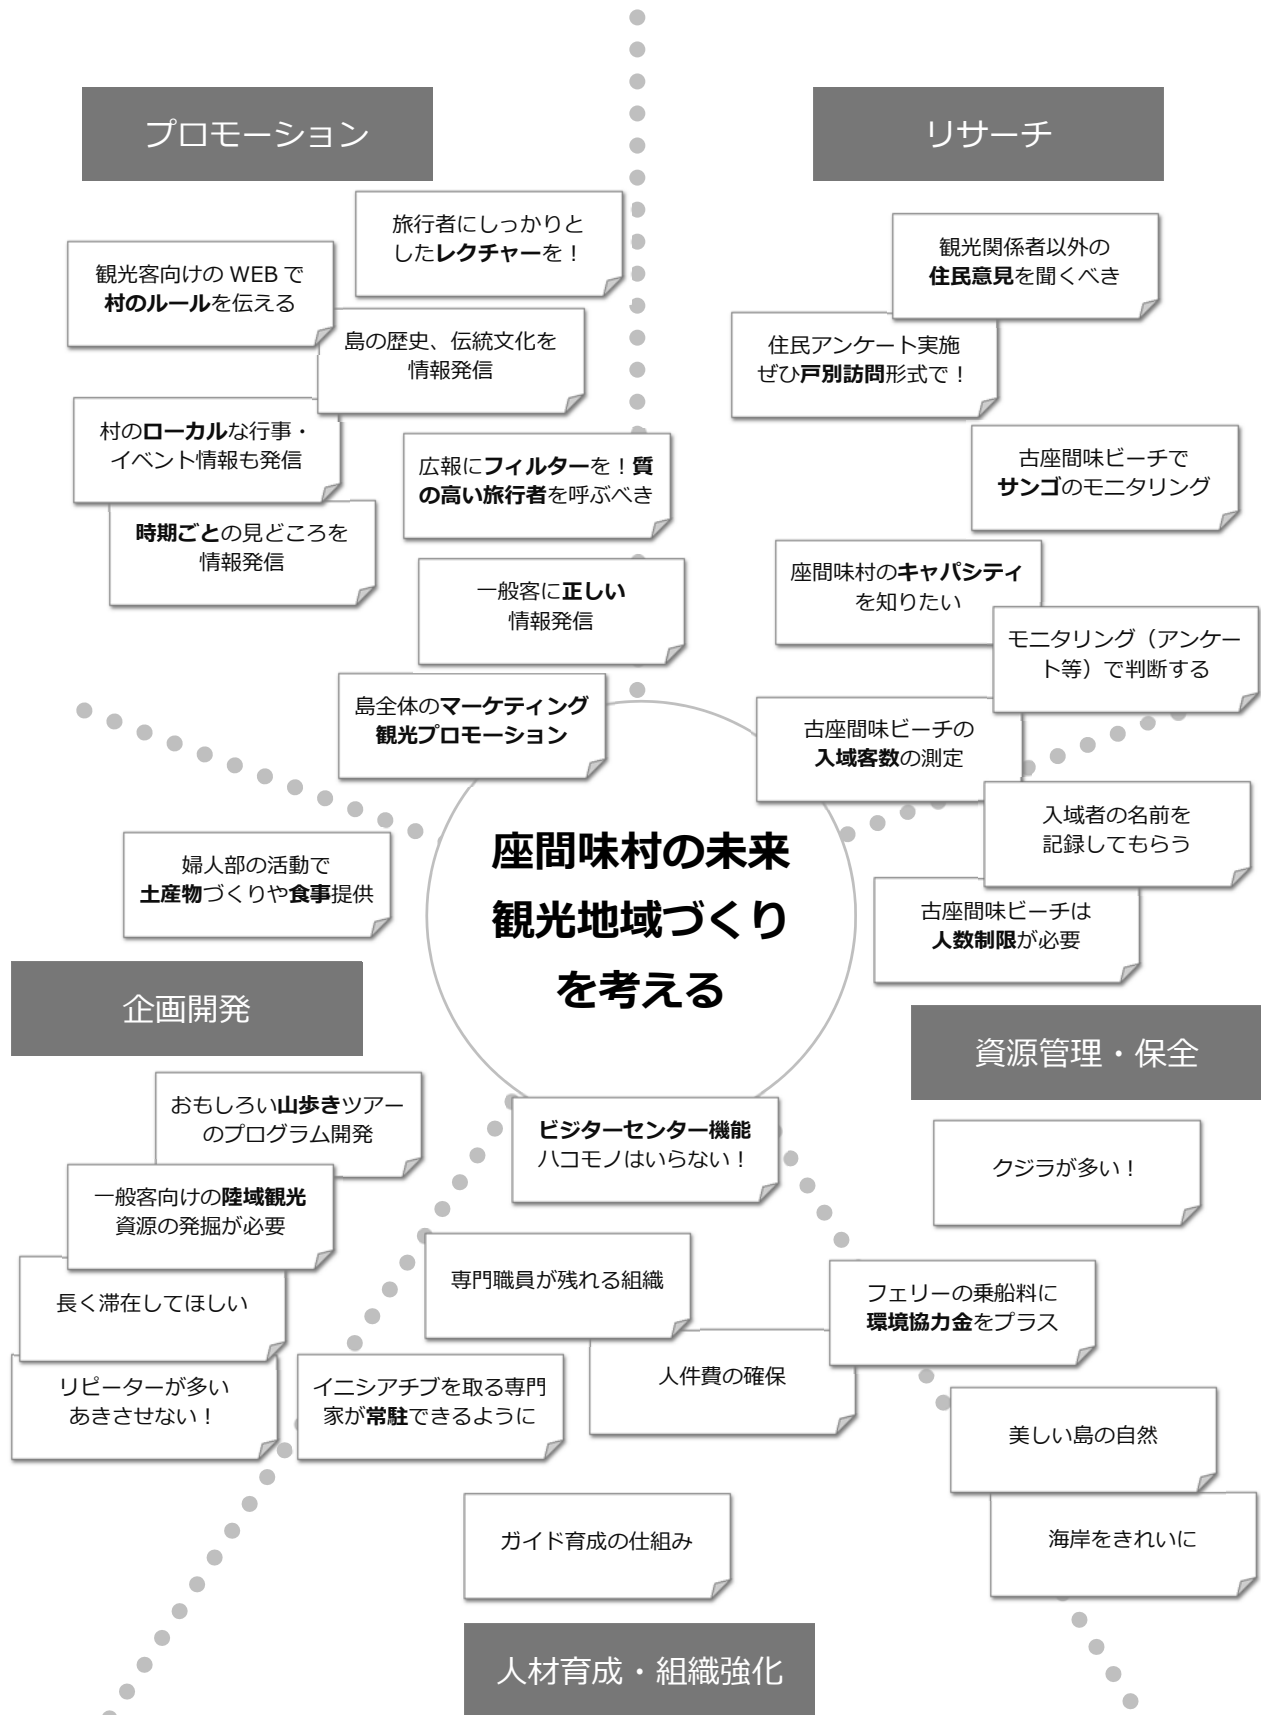 プロモーション
旅行者にしっかりと
したレクチャーを！
観光客向けの WEB で
村のルールを伝える
島の歴史、伝統文化を
情報発信
村のローカルな行事・
イベント情報も発信
広報にフィルターを！質
の高い旅行者を呼ぶべき
時期ごとの見どころを
情報発信
一般客に正しい
情報発信
島全体のマーケティング
観光プロモーション
リサーチ
観光関係者以外の
住民意見を聞くべき
住民アンケート実施
ぜひ戸別訪問形式で！
古座間味ビーチで
サンゴのモニタリング
座間味村のキャパシティ
を知りたい
モニタリング（アンケー
ト等）で判断する
古座間味ビーチの
入域客数の測定
入域者の名前を
記録してもらう
古座間味ビーチは
人数制限が必要
座間味村の未来
観光地域づくり
を考える
婦人部の活動で
土産物づくりや食事提供
企画開発
おもしろい山歩きツアー
のプログラム開発
一般客向けの陸域観光
資源の発掘が必要
長く滞在してほしい
リピーターが多い
あきさせない！
資源管理・保全
クジラが多い！
フェリーの乗船料に
環境協力金をプラス
美しい島の自然
海岸をきれいに
ビジターセンター機能
ハコモノはいらない！
専門職員が残れる組織
人件費の確保
イニシアチブを取る専門
家が常駐できるように
ガイド育成の仕組み
人材育成・組織強化